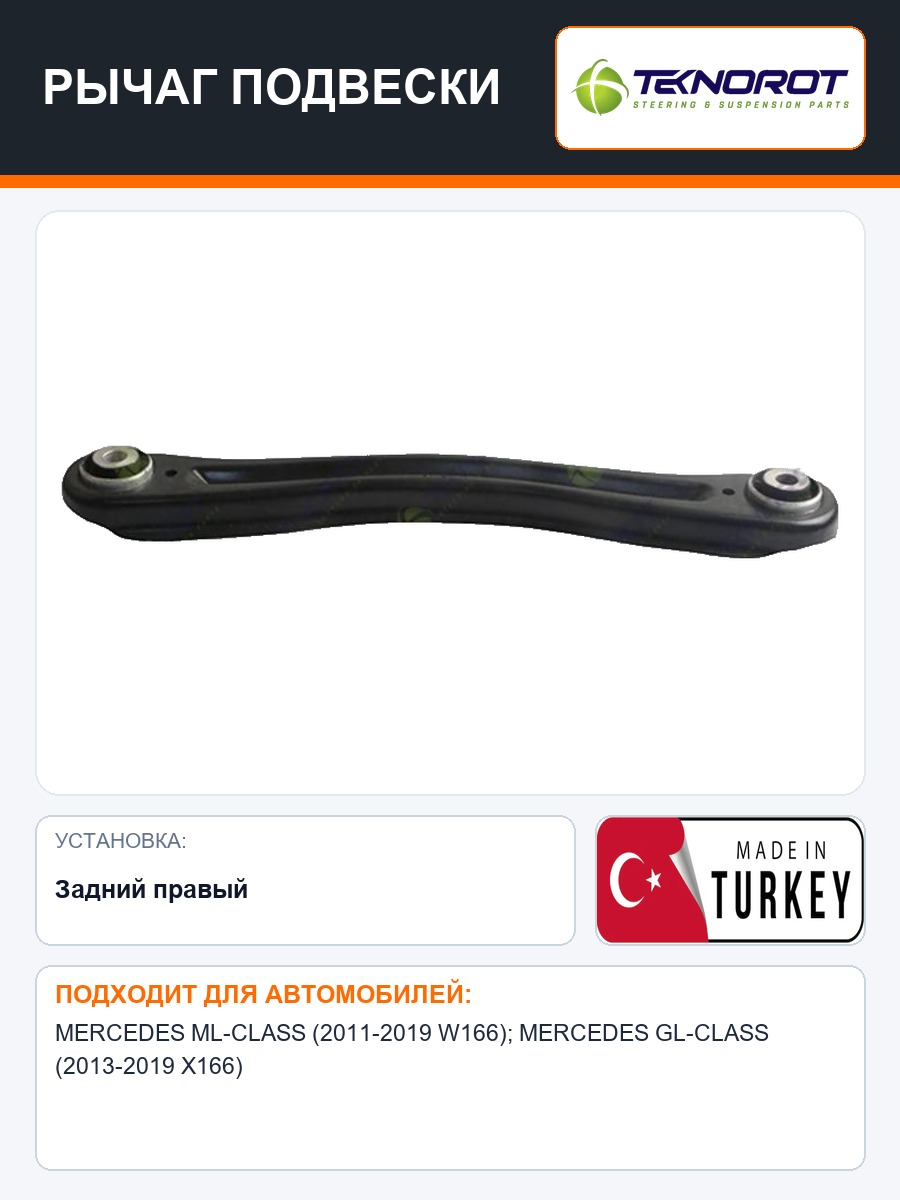 РЫЧАГ ПОДВЕСКИ
TEKNOROT
STEERING & SUSPENSION PARTS
УСТАНОВКА:
Задний правый
MADE IN
TURKEY
ПОДХОДИТ ДЛЯ АВТОМОБИЛЕЙ:
MERCEDES ML-CLASS (2011-2019 W166); MERCEDES GL-CLASS
(2013-2019 X166)